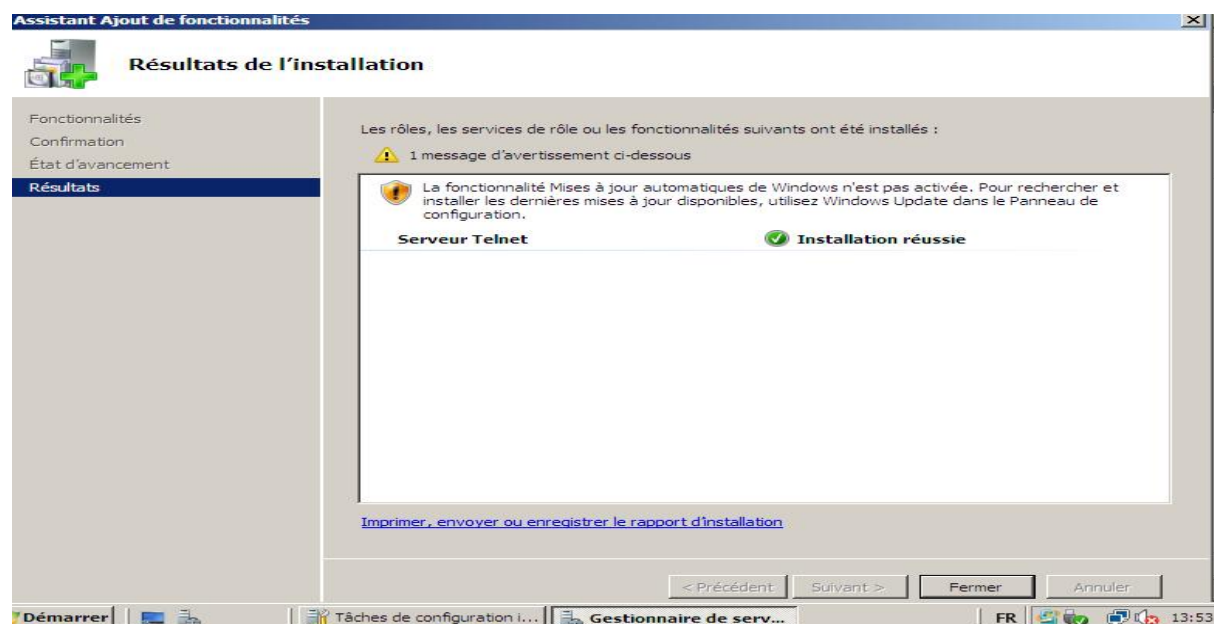 Assistant Ajout de fonctionnalités
Résultats de l'installation
Fonctionnalités
Confirmation
État d'avancement
Résultats
Les rôles, les services de rôle ou les fonctionnalités suivants ont été installés :
1 message d'avertissement ci-dessous
La fonctionnalité Mises à jour automatiques de Windows n'est pas activée. Pour rechercher et
installer les dernières mises à jour disponibles, utilisez Windows Update dans le Panneau de
configuration.
Serveur Telnet Installation réussie
Imprimer, envoyer ou enregistrer le rapport d'installation
< Précédent Suivant > Fermer Annuler
Démarrer Tâches de configuration i... Gestionnaire de serv... FR 13:53